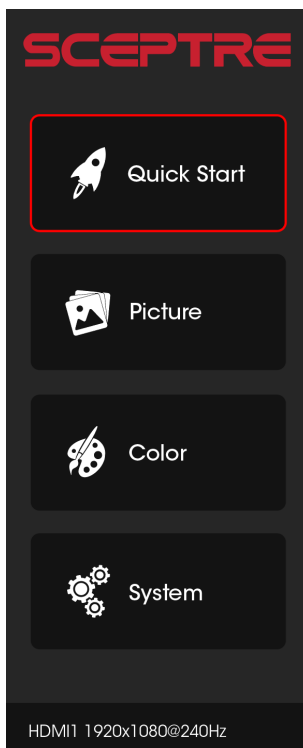 SCEPTRE
Quick Start
Picture
Color
System
HDMI1 1920x1080@240Hz